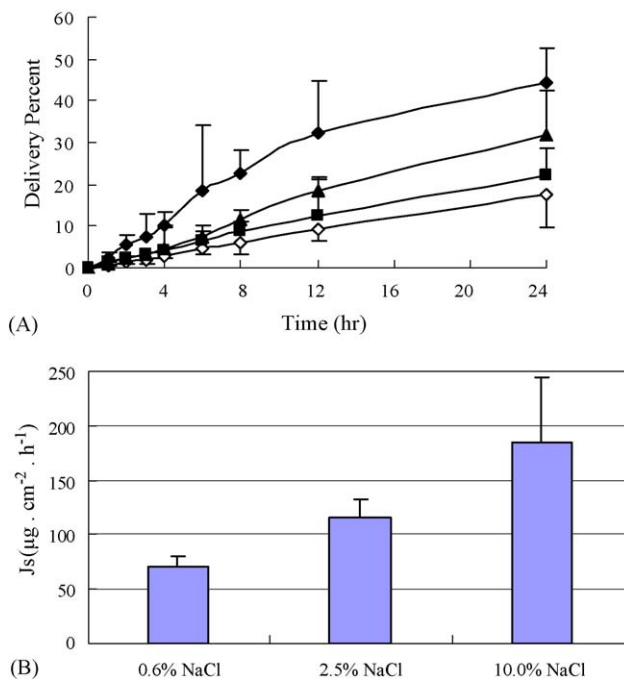 60
50
40
30
20
10
0
Delivery Percent
0 4 8 12 16 20 24
Time (hr)
(A)
250
200
150
100
50
0
Js(µg . cm-2 . h-1)
0.6% NaCl 2.5% NaCl 10.0% NaCl
(B)